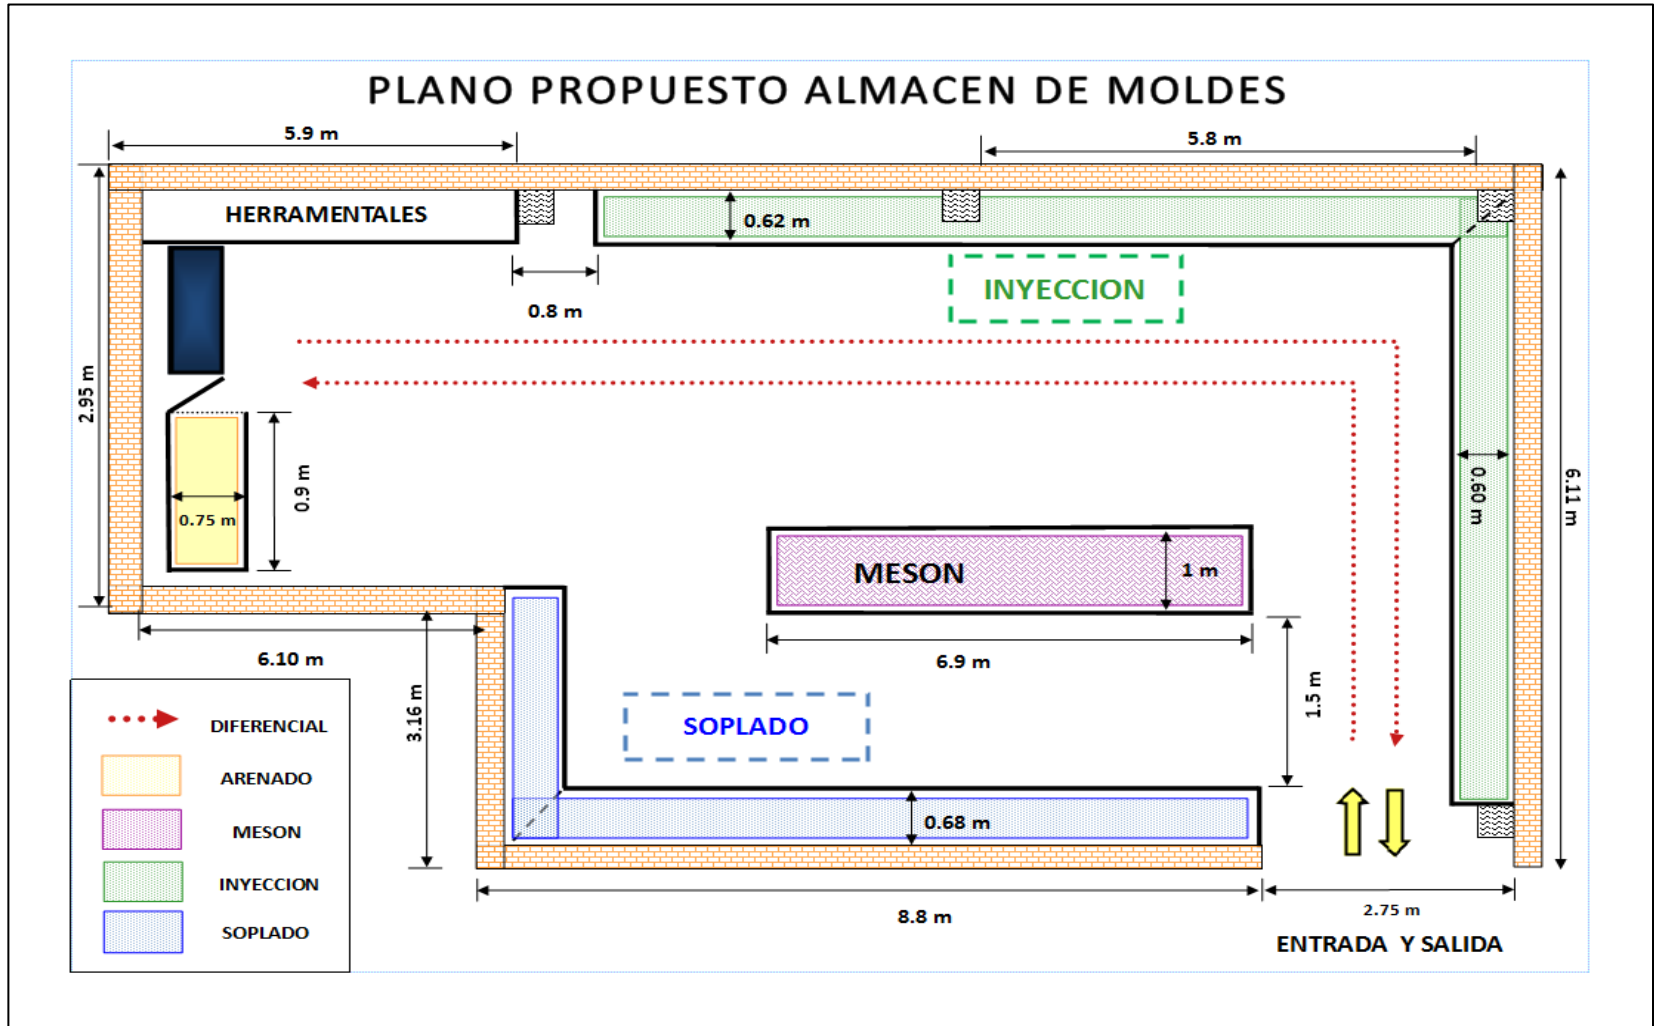 PLANO PROPUESTO ALMACEN DE MOLDES
5.9 m
5.8 m
HERRAMENTALES
0.62 m
INYECCION
0.8 m
2.95 m
0.9 m
0.75 m
0.60 m
6.11 m
MESON
1 m
6.10 m
6.9 m
3.16 m
1.5 m
SOPLADO
0.68 m
8.8 m
2.75 m
ENTRADA Y SALIDA
DIFERENCIAL
ARENADO
MESON
INYECCION
SOPLADO